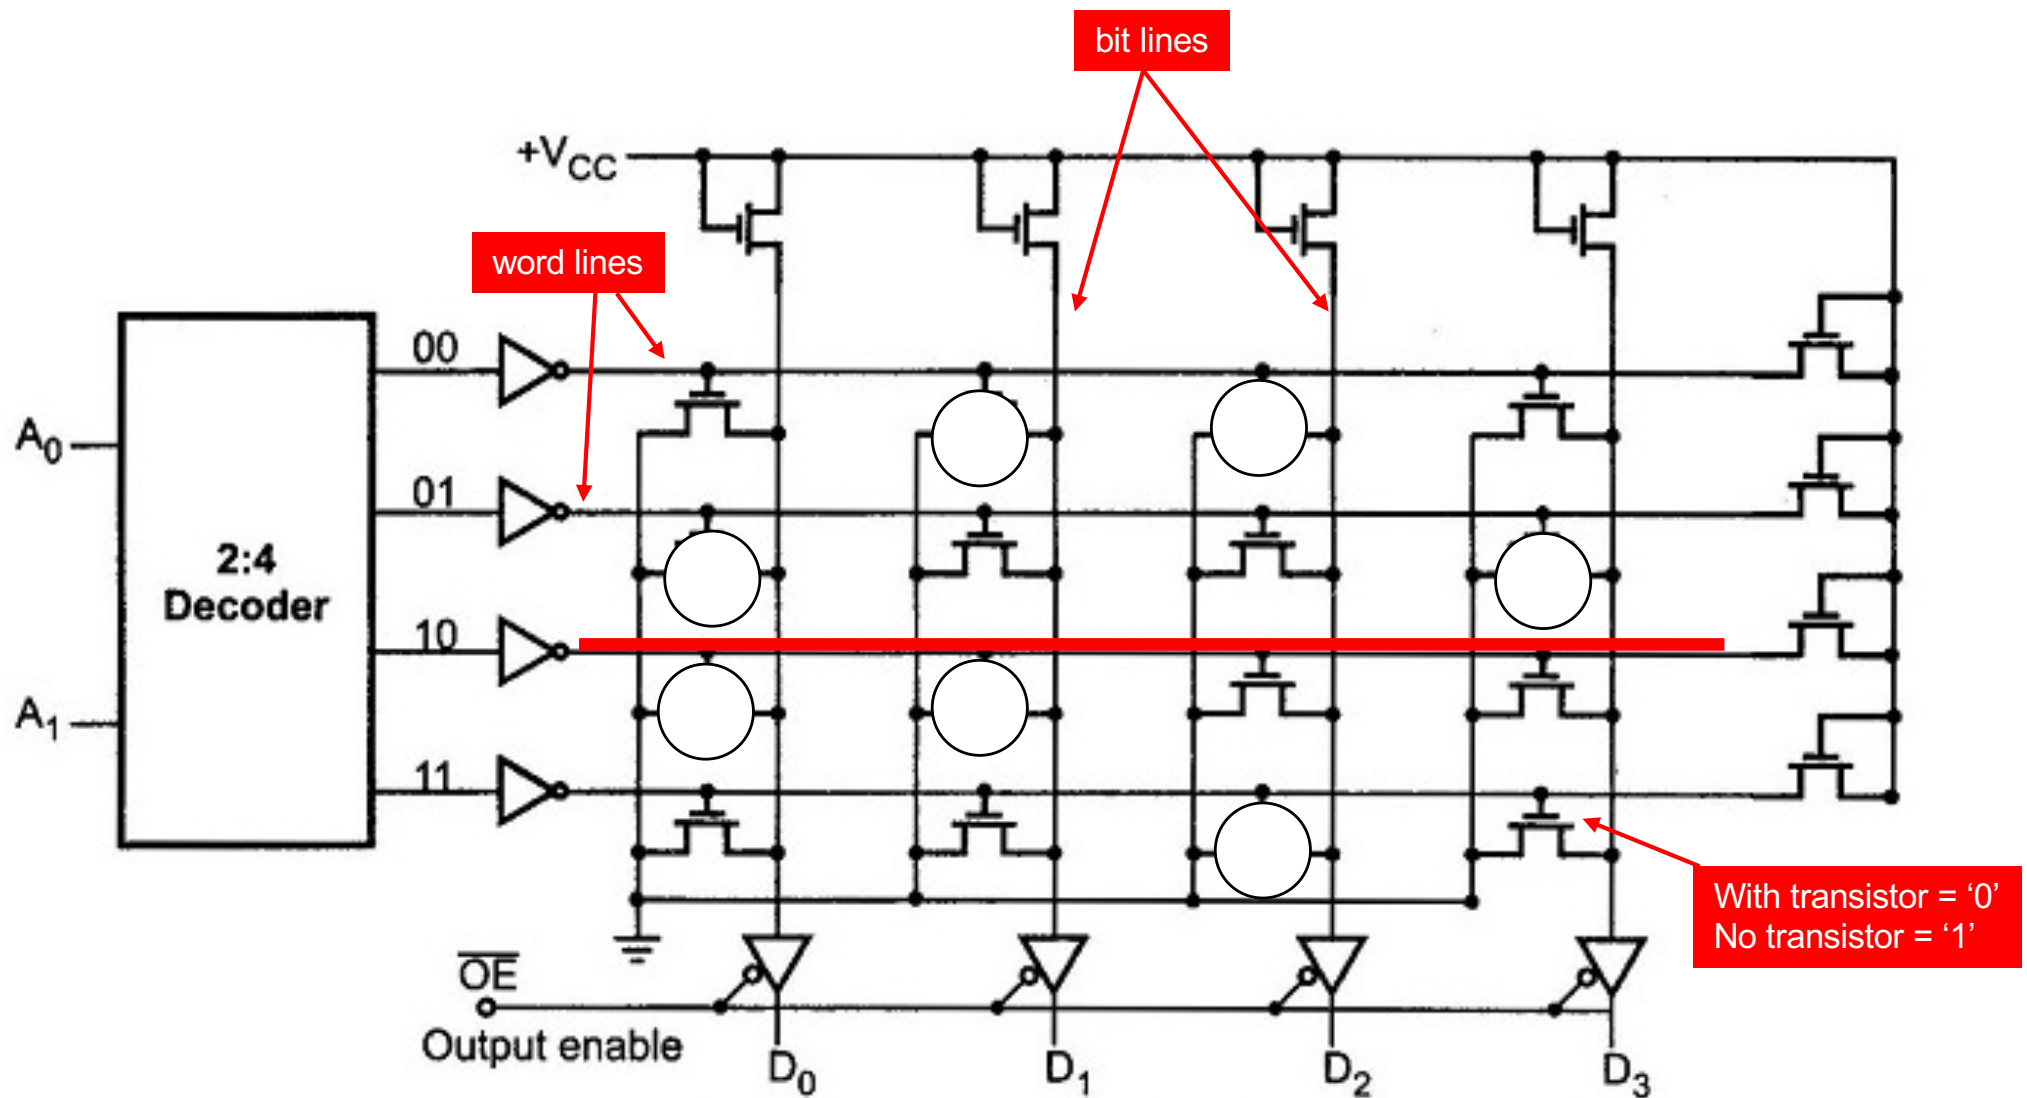 bit lines
+VCC
word lines
00
A0
01
2:4
Decoder
10
A1
11
With transistor = ‘0’
No transistor = ‘1’
OE
Output enable
D0
D1
D2
D3